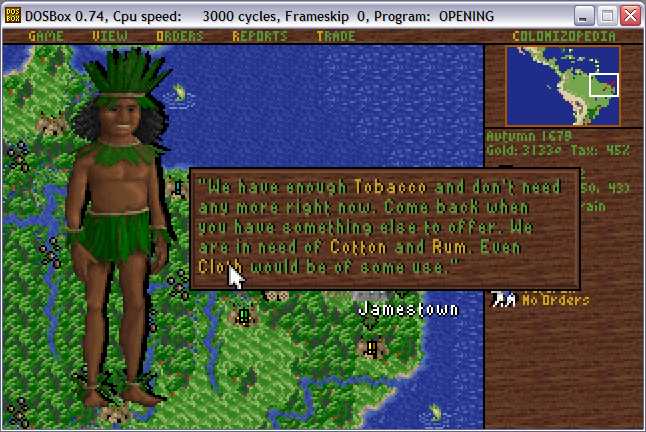 DOSBox 0.74, Cpu speed: 3000 cycles, Frameskip 0, Program: OPENING
GAME VIEW ORDERS REPORTS TRADE COLONIZOPEDIA
Autumn 1679
Gold: 3133 Tax: 45%
50, 43)
"We have enough Tobacco and don't need
any more right now. Come back when
you have something else to offer. We
are in need of Cotton and Rum. Even
Cloth would be of some use."
No Orders
Jamestown